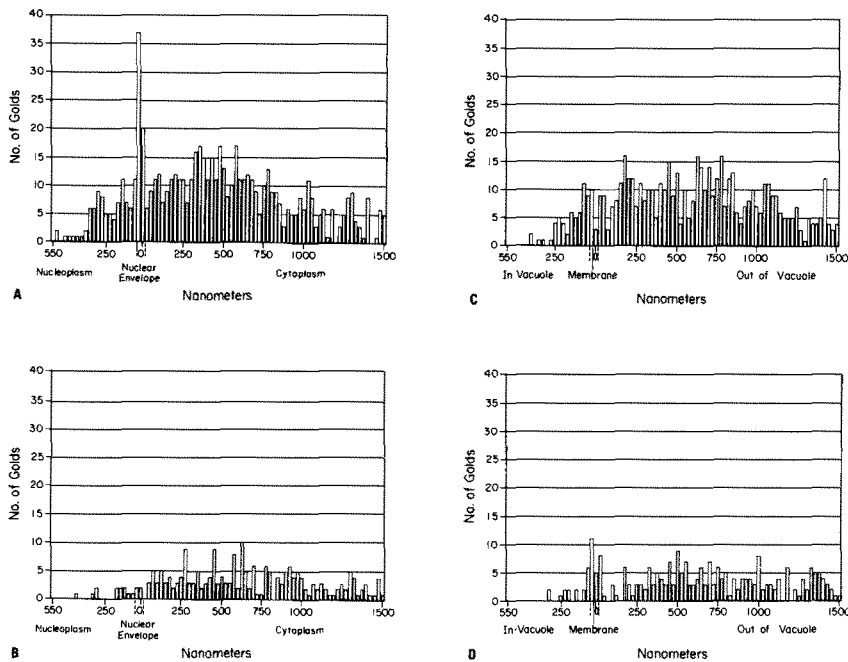 No. of Golds
40
35
30
25
20
15
10
5
0
550 250 0 250 500 750 1000 1500
Nucleoplasm Nuclear Envelope Cytoplasm
A Nanometers
No. of Golds
40
35
30
25
20
15
10
5
0
550 250 0 250 500 750 1000 1500
In Vacuole Membrane Out of Vacuole
C Nanometers
No. of Golds
40
35
30
25
20
15
10
5
0
550 250 0 250 500 750 1000 1500
Nucleoplasm Nuclear Envelope Cytoplasm
B Nanometers
No. of Golds
40
35
30
25
20
15
10
5
0
550 250 0 250 500 750 1000 1500
In-Vacuole Membrane Out of Vacuole
D Nanometers